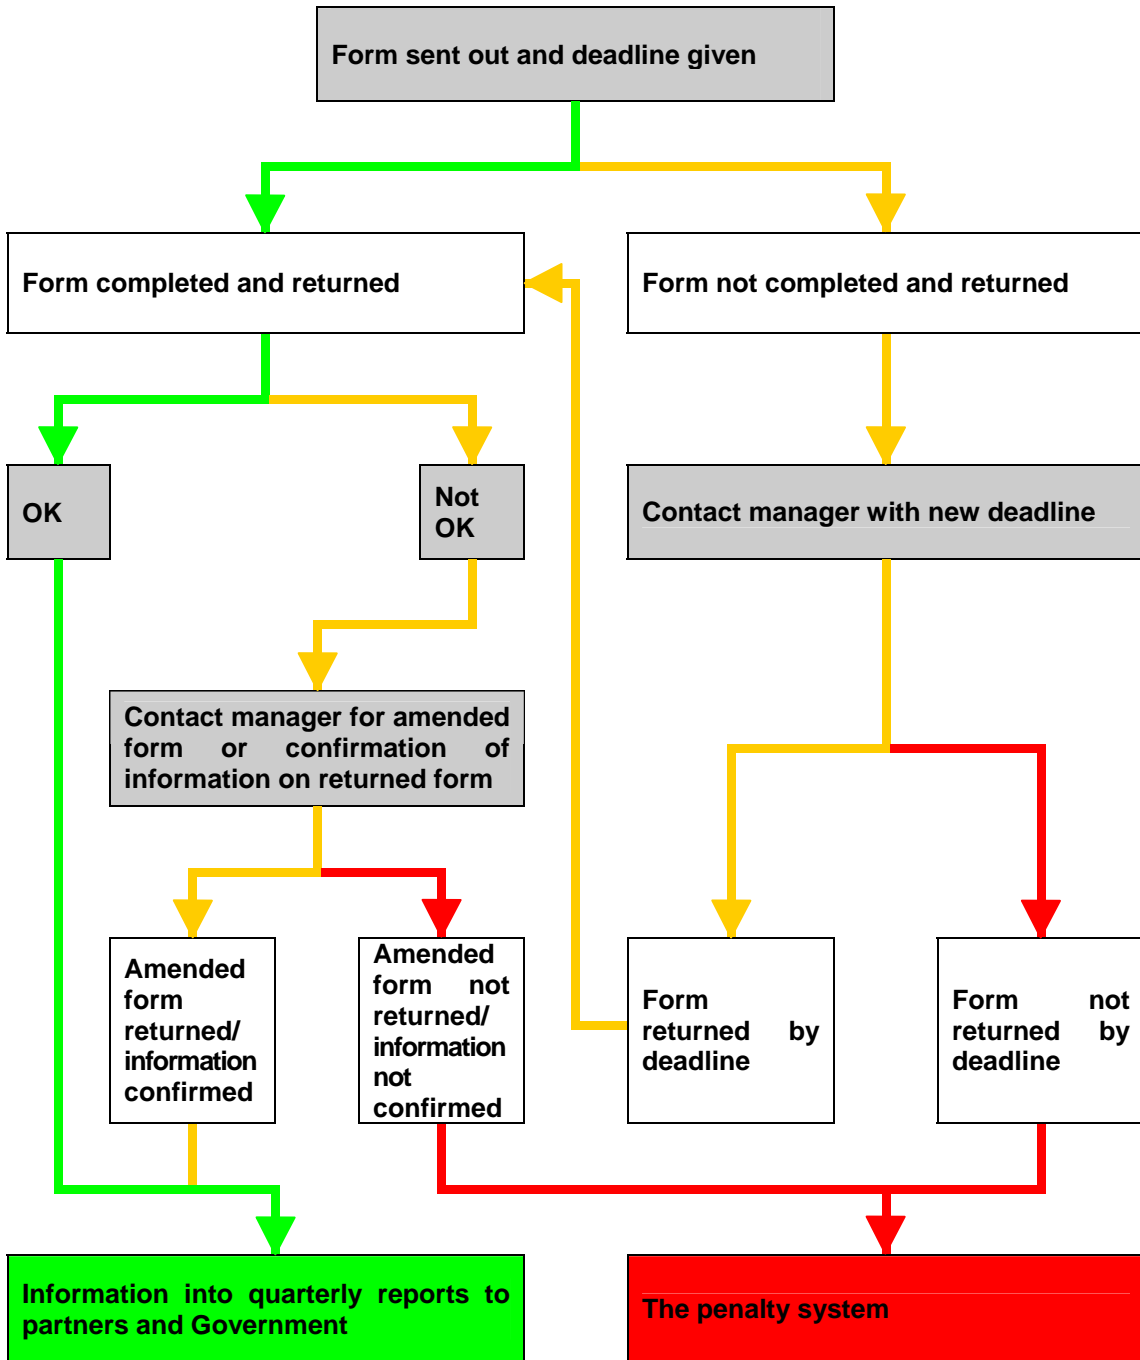 Form sent out and deadline given
Form completed and returned
Form not completed and returned
OK
Not
OK
Contact manager with new deadline
Contact manager for amended
form or confirmation of
information on returned form
Amended
form
returned/
information
confirmed
Amended
form not
returned/
information
not
confirmed
Form
returned by
deadline
Form not
returned by
deadline
Information into quarterly reports to
partners and Government
The penalty system